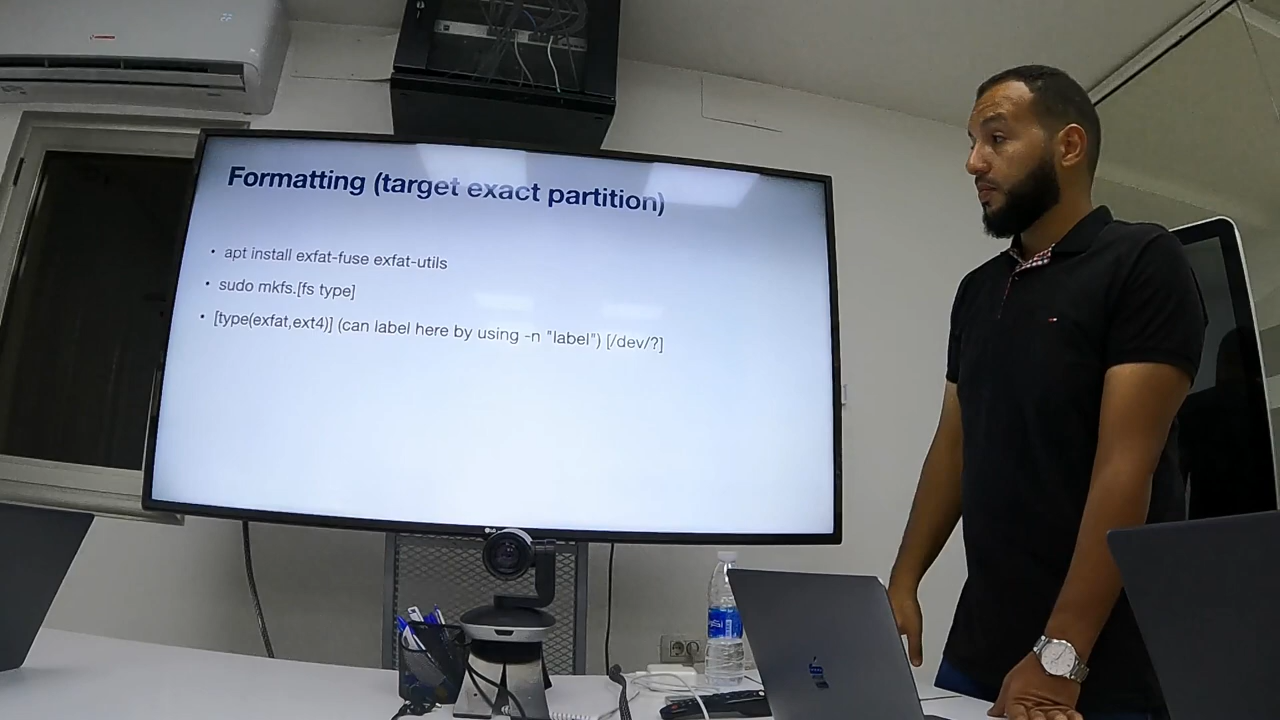 Formatting (target exact partition)
• apt install exfat-fuse exfat-utils
• sudo mkfs.[fs type]
• [type(exfat,ext4)] (can label here by using -n "label") [/dev/?]
LG